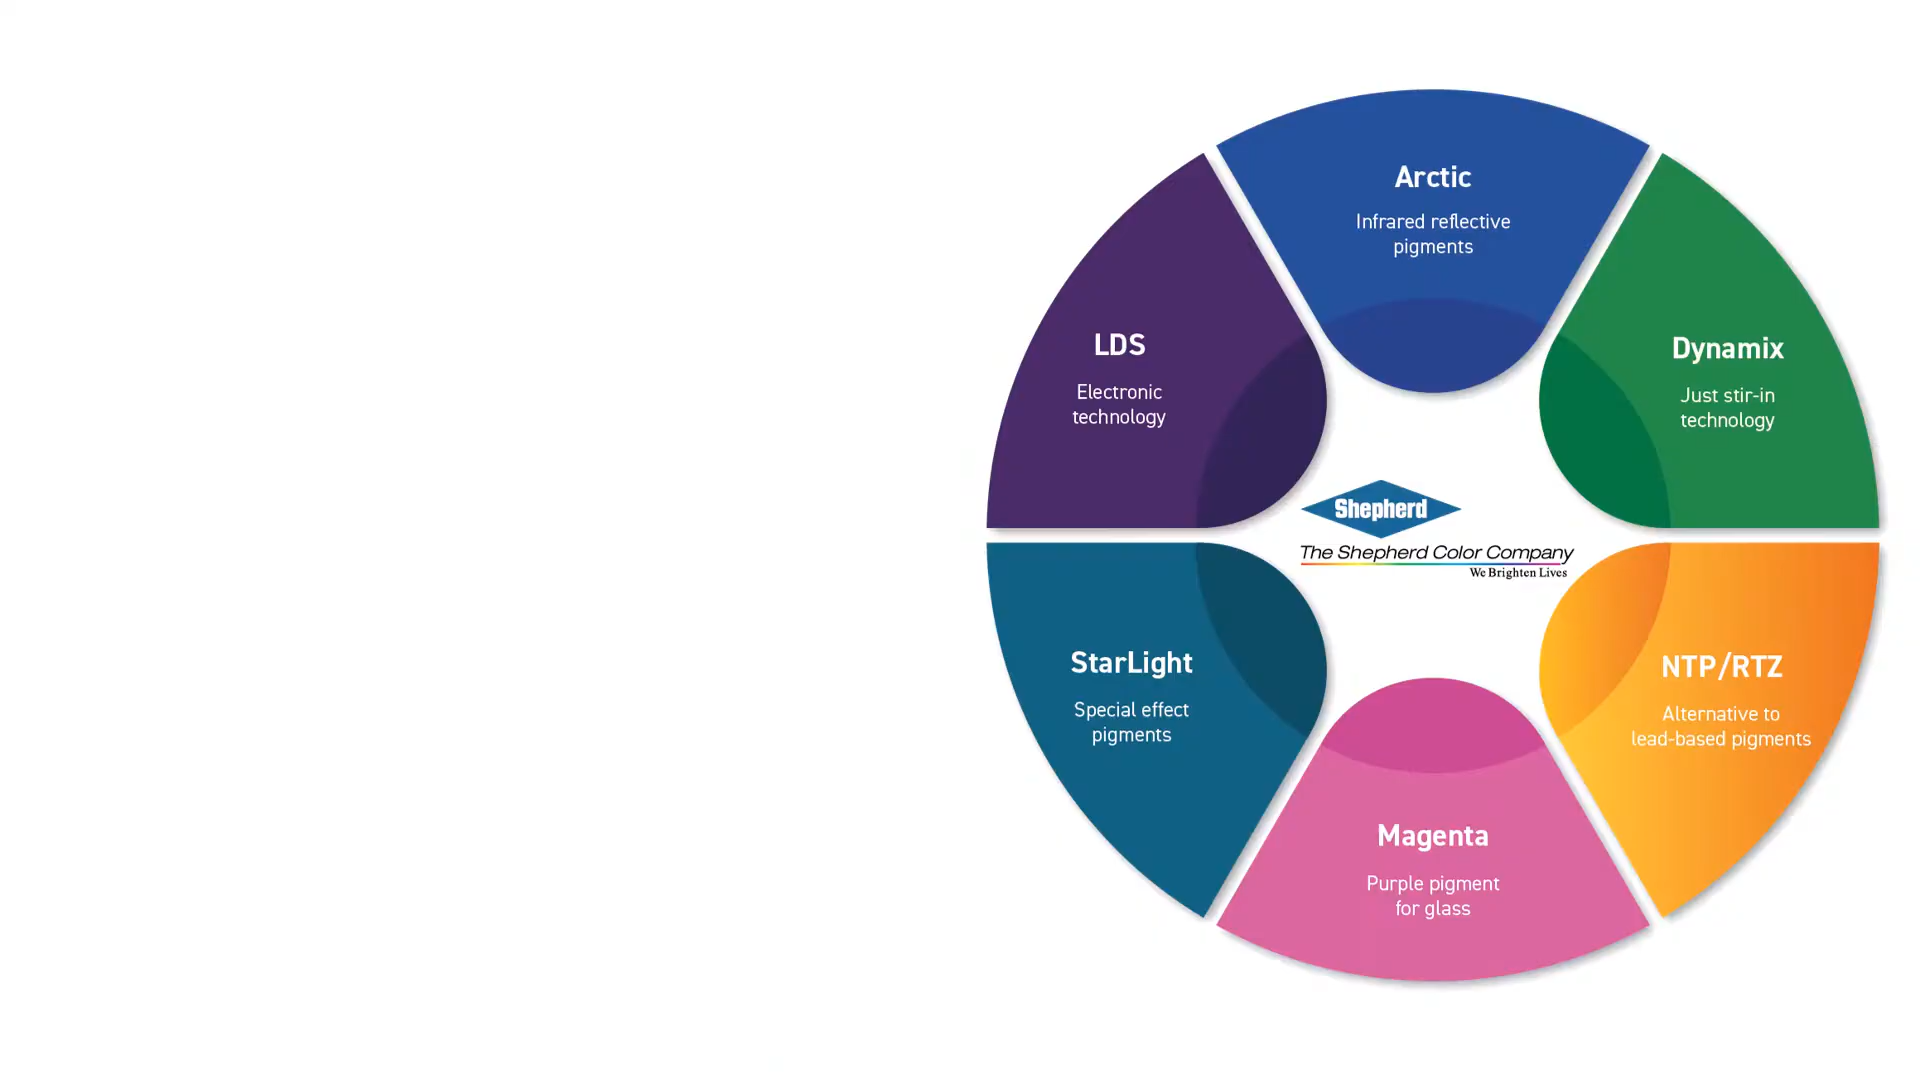 Arctic
Infrared reflective
pigments
Dynamix
Just stir-in
technology
NTP/RTZ
Alternative to
lead-based pigments
Magenta
Purple pigment
for glass
StarLight
Special effect
pigments
LDS
Electronic
technology
Shepherd
The Shepherd Color Company
We Brighten Lives